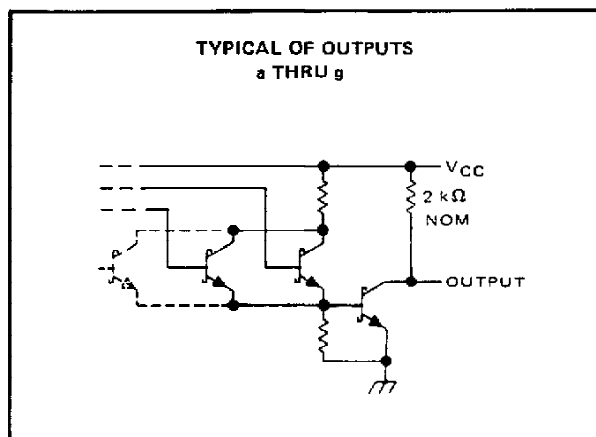 TYPICAL OF OUTPUTS
a THRU g
VCC
2 kΩ
NOM
OUTPUT